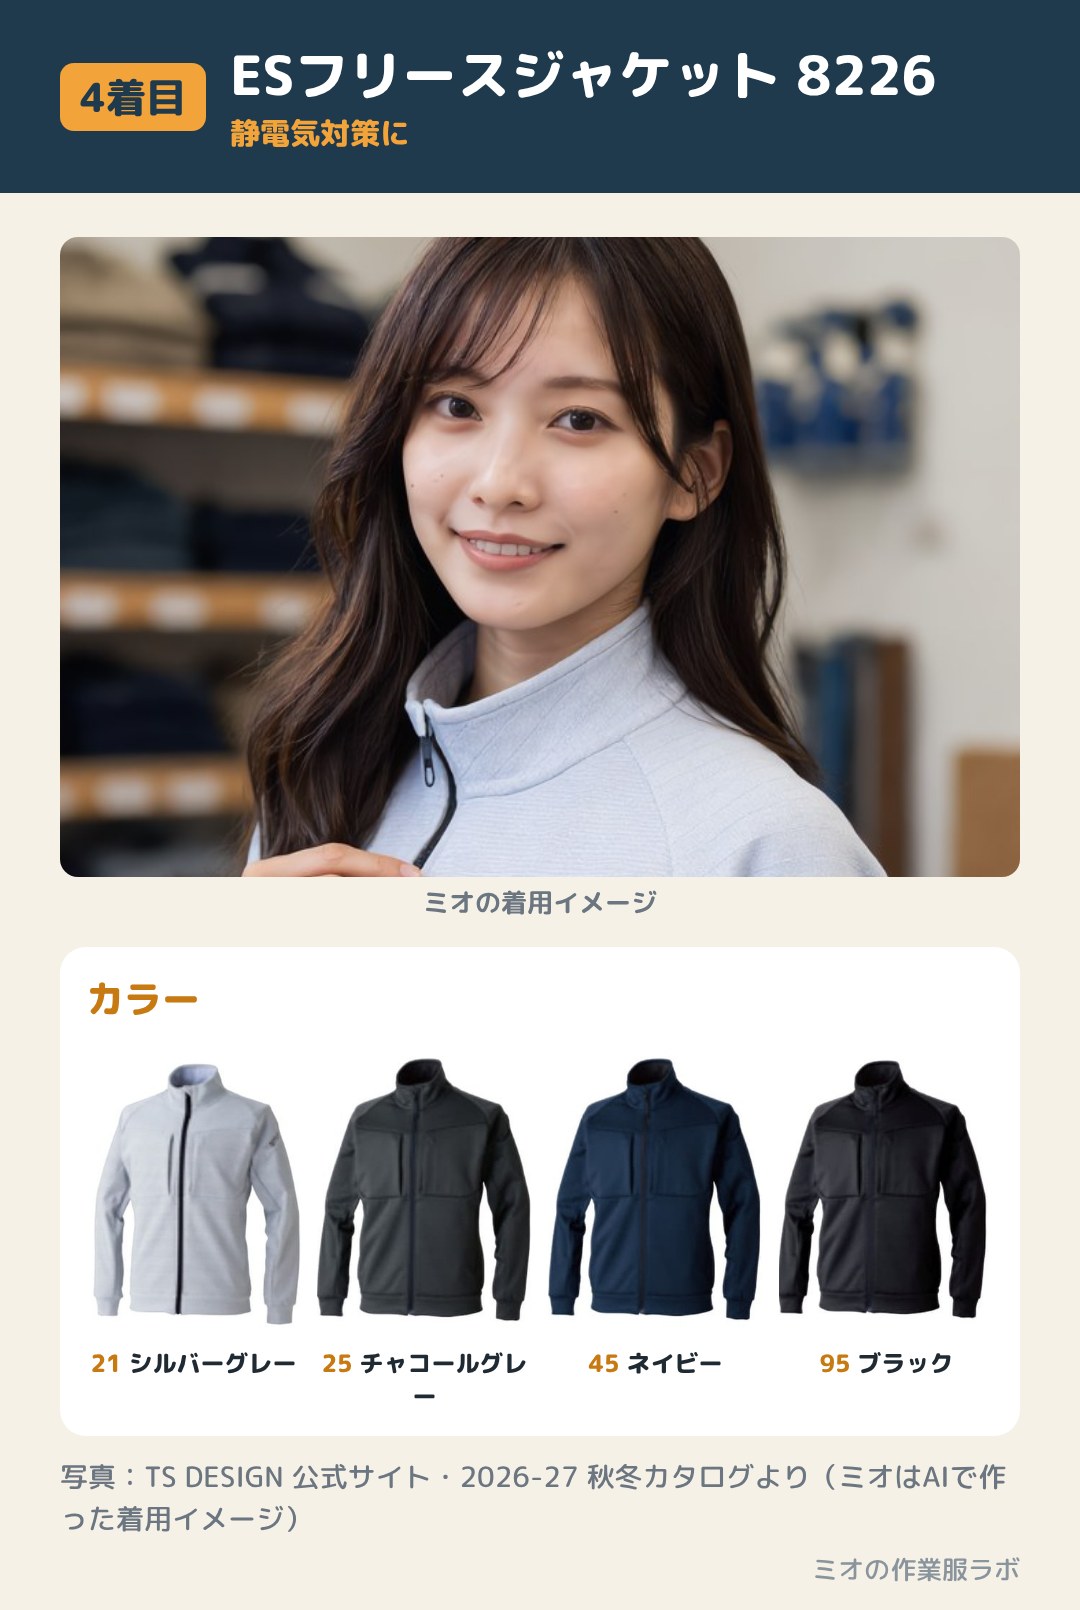 4着目
ESフリースジャケット 8226
静電気対策に
ミオの着用イメージ
カラー
21 シルバーグレー
25 チャコールグレ
ー
45 ネイビー
95 ブラック
写真：TS DESIGN 公式サイト・2026-27 秋冬カタログより（ミオはAIで作
った着用イメージ）
ミオの作業服ラボ